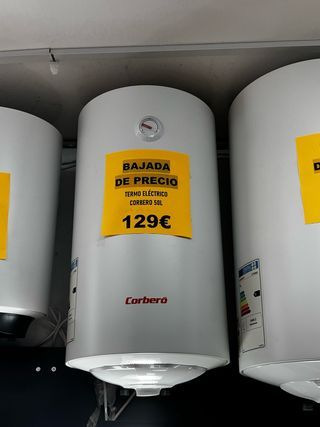 BAJADA
DE PRECIO
TERMO ELÉCTRICO
CORBERO 50L
129€
Corberó